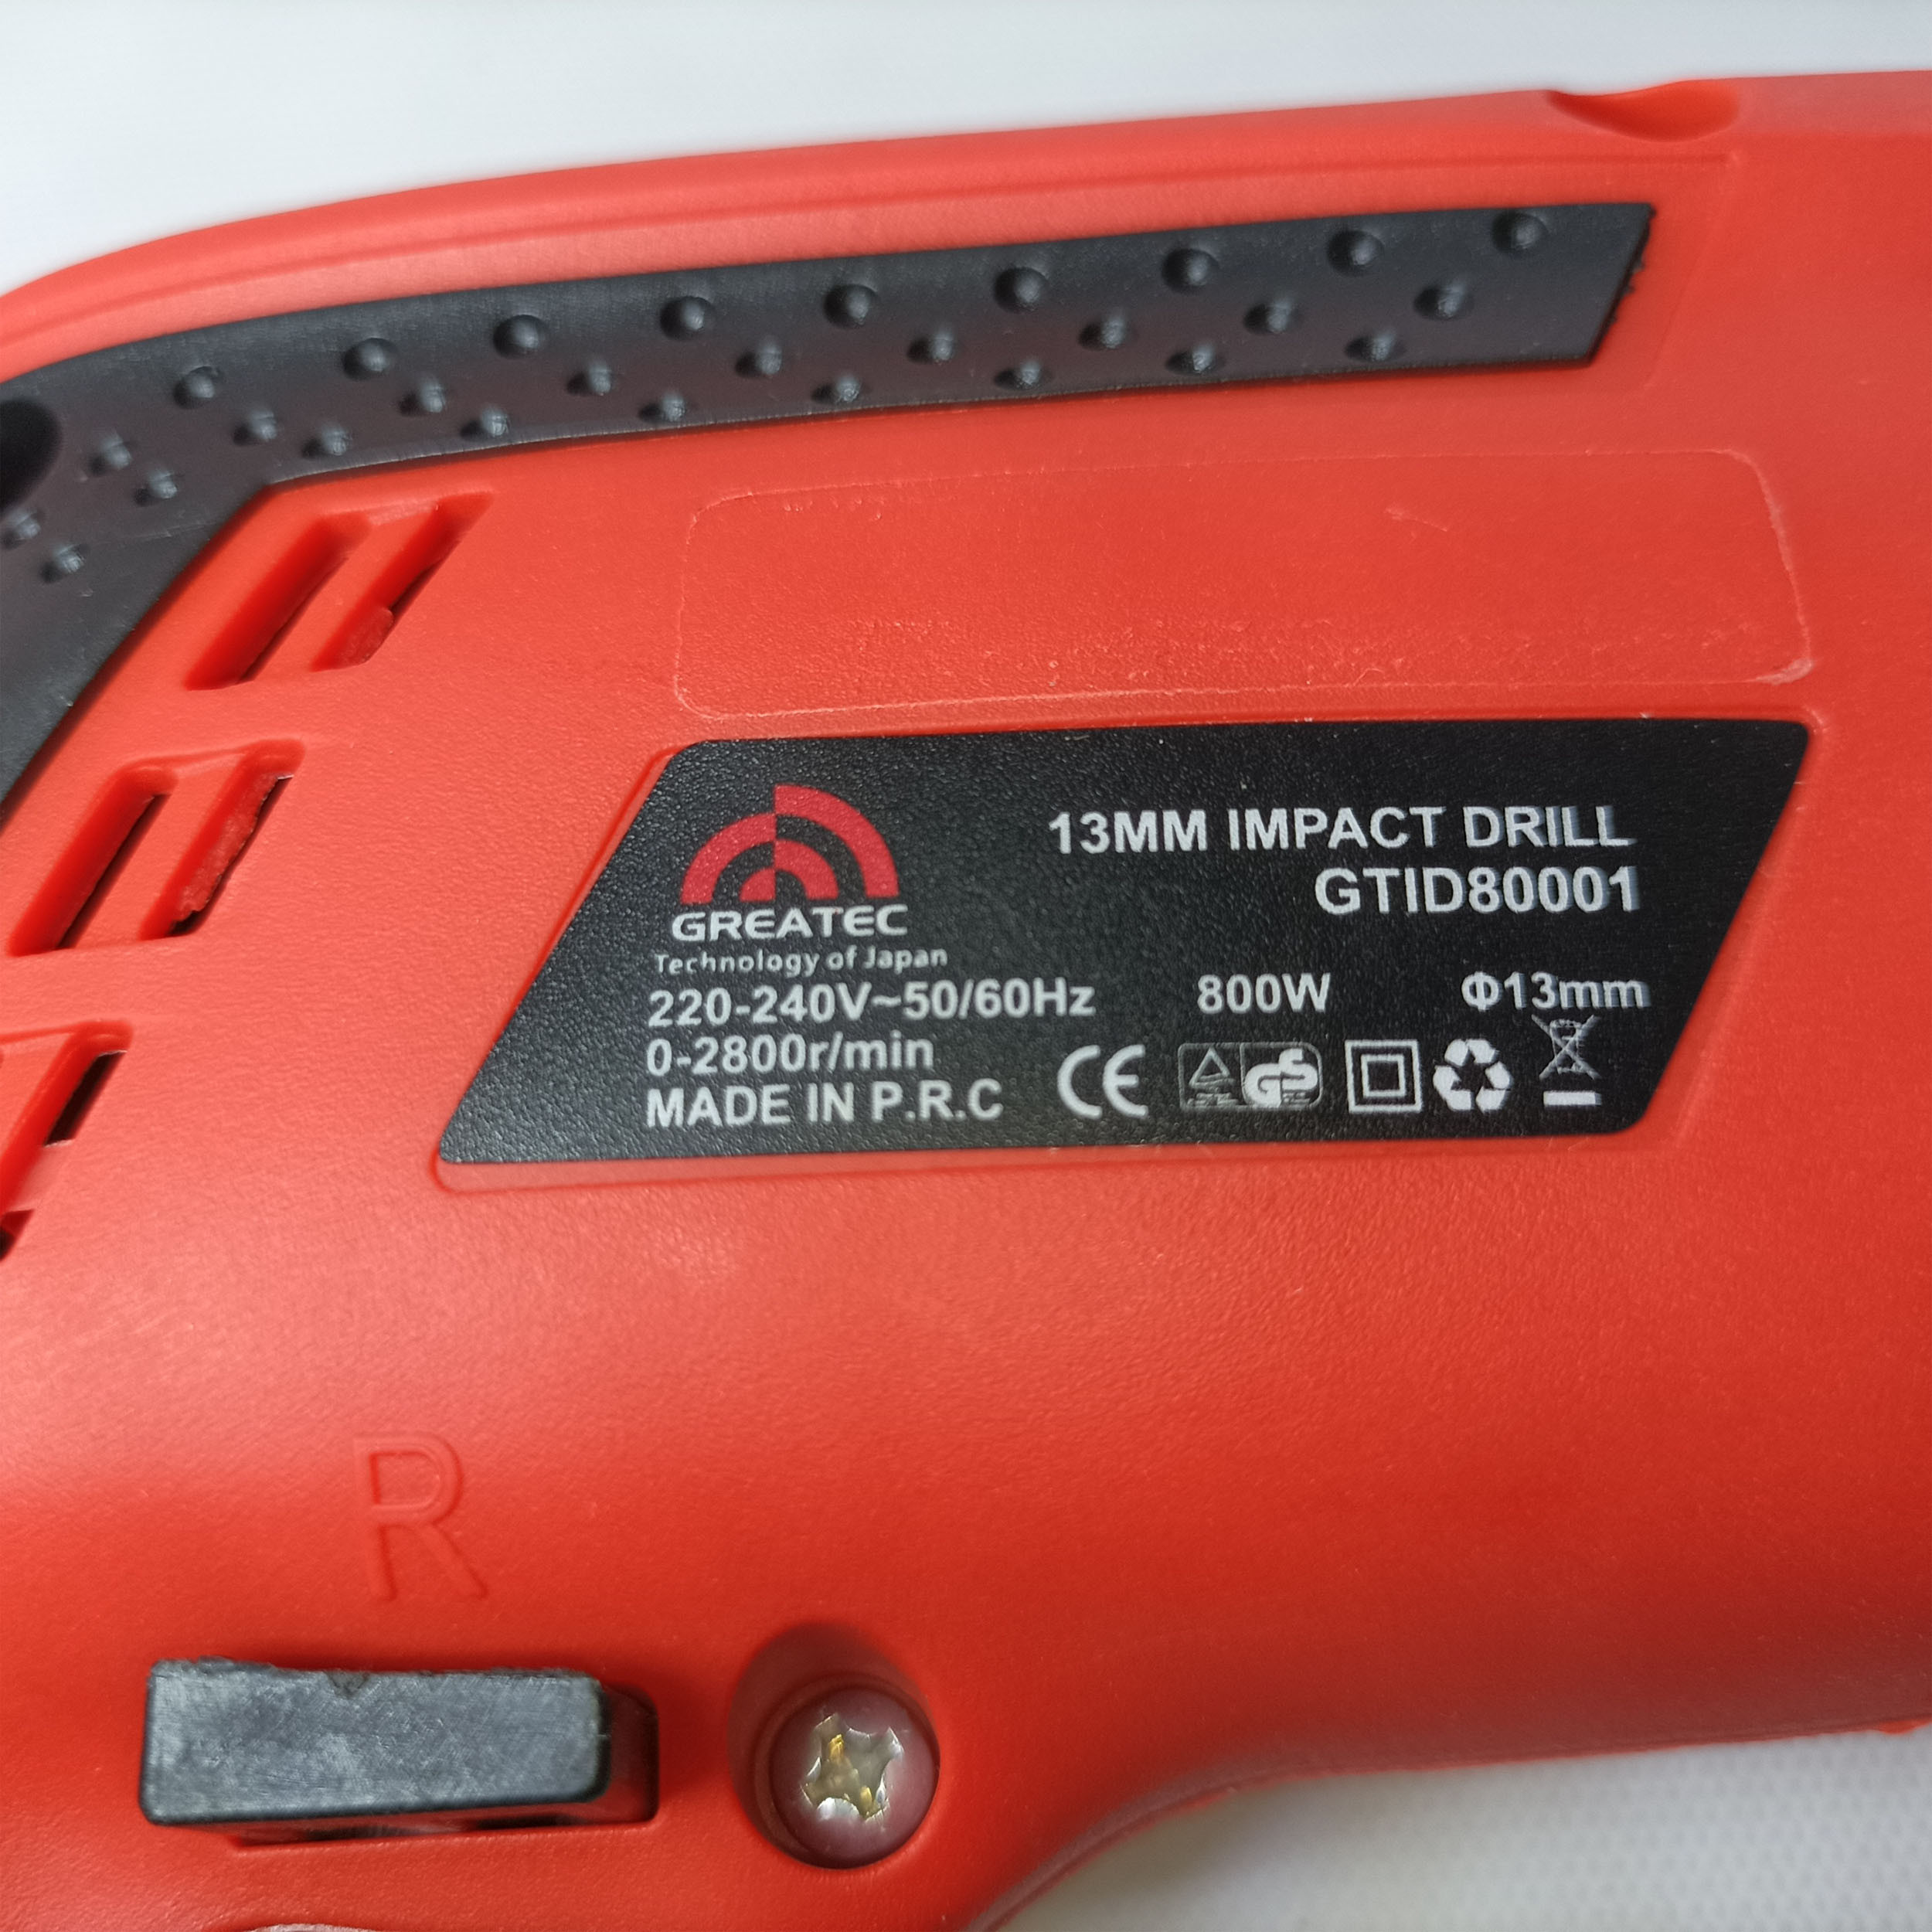 13MM IMPACT DRILL
GTID80001
GREATEC
Technology of Japan
220-240V~50/60Hz 800W Φ13mm
0-2800r/min
MADE IN P.R.C CE GS
R